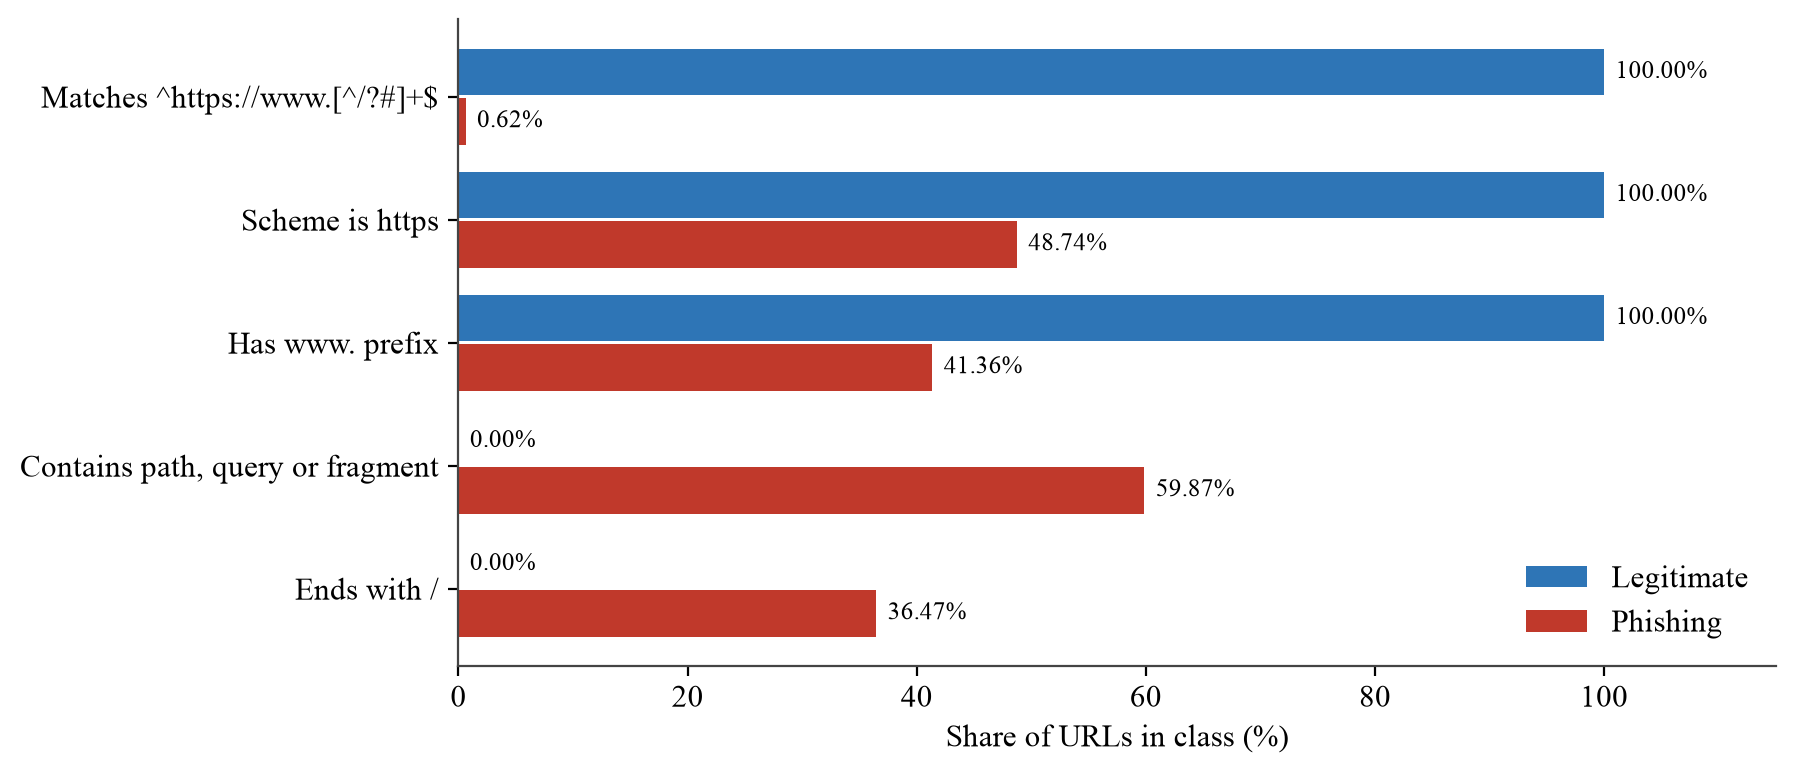 Matches ^https://www.[^/?#]+$
100.00%
0.62%
Scheme is https
100.00%
48.74%
Has www. prefix
100.00%
41.36%
Contains path, query or fragment
0.00%
59.87%
Ends with /
0.00%
36.47%
Legitimate
Phishing
0 20 40 60 80 100
Share of URLs in class (%)